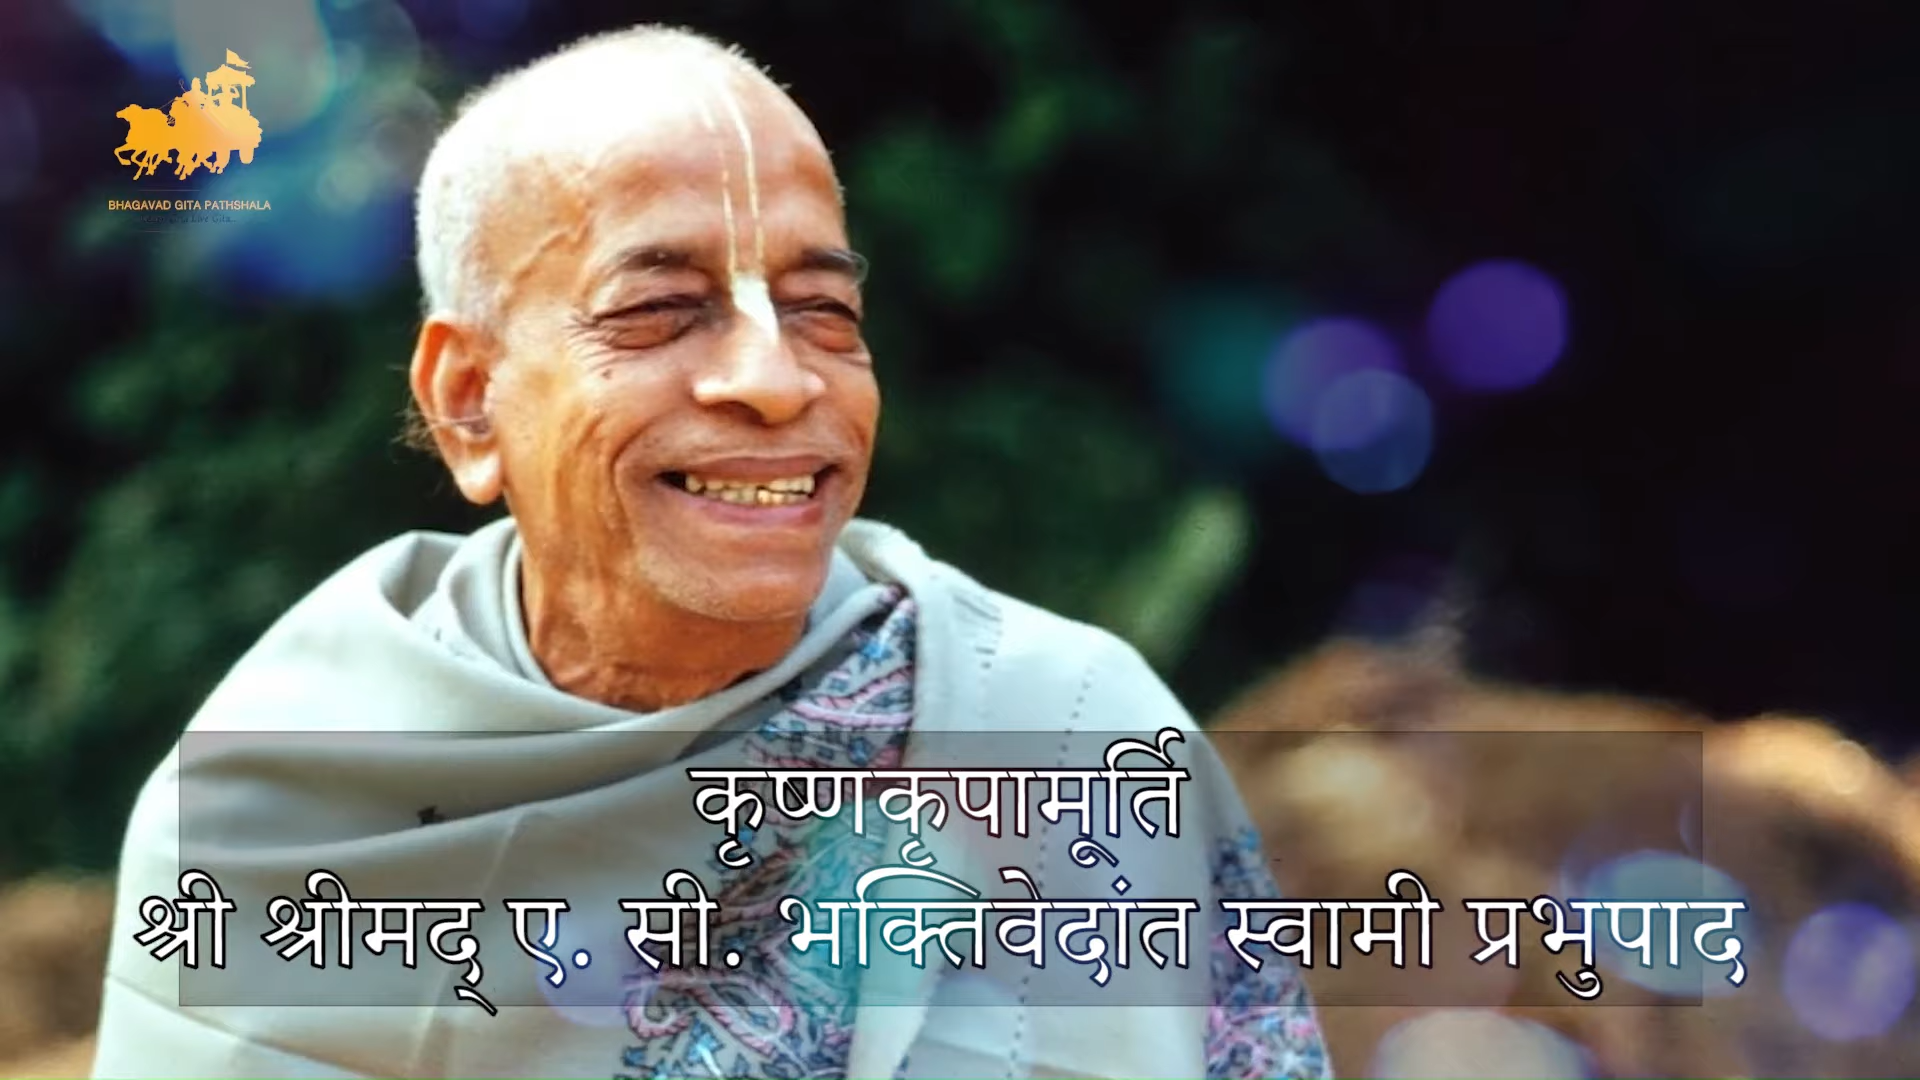 BHAGAVAD GITA PATHSHALA
कृष्णकृपामूर्ति
श्री श्रीमद् ए. सी. भक्तिवेदांत स्वामी प्रभुपाद